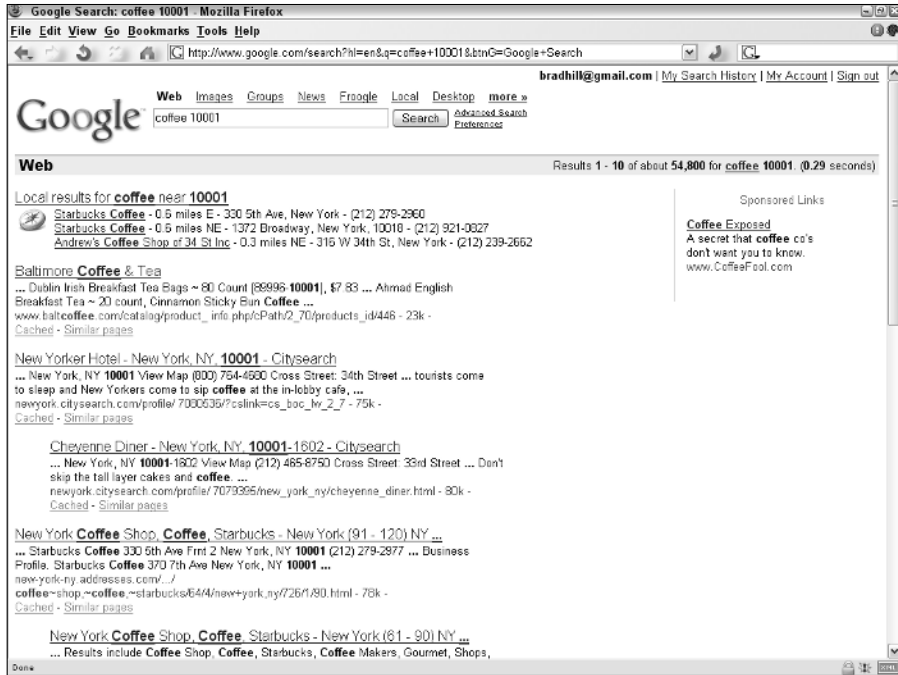 Google Search: coffee 10001 - Mozilla Firefox
File Edit View Go Bookmarks Tools Help
http://www.google.com/search?hl=en&q=coffee+10001&btnG=Google+Search
bradhill@gmail.com | My Search History | My Account | Sign out
Google
Web Images Groups News Froogle Local Desktop more »
coffee 10001 Search Advanced Search
Preferences
Web Results 1 - 10 of about 54,800 for coffee 10001. (0.29 seconds)
Local results for coffee near 10001
Starbucks Coffee - 0.6 miles E - 330 5th Ave, New York - (212) 279-2960
Starbucks Coffee - 0.6 miles NE - 1372 Broadway, New York, 10018 - (212) 921-0827
Andrew's Coffee Shop of 34 St Inc - 0.3 miles NE - 316 W 34th St, New York - (212) 239-2662
Sponsored Links
Coffee Exposed
A secret that coffee co's
don't want you to know.
www.CoffeeFool.com
Baltimore Coffee & Tea
... Dublin Irish Breakfast Tea Bags ~ 80 Count [89996-10001], $7.83 ... Ahmad English
Breakfast Tea ~ 20 count, Cinnamon Sticky Bun Coffee ...
www.baltcoffee.com/catalog/product_ info.php/cPath/2_70/products_id/446 - 23k -
Cached - Similar pages
New Yorker Hotel - New York, NY, 10001 - Citysearch
... New York, NY 10001 View Map (800) 764-4680 Cross Street: 34th Street ... tourists come
to sleep and New Yorkers come to sip coffee at the in-lobby cafe, ...
newyork.citysearch.com/profile/ 7080536/?cslink=cs_boc_lw_2_7 - 75k -
Cached - Similar pages
Cheyenne Diner - New York, NY, 10001-1602 - Citysearch
... New York, NY 10001-1602 View Map (212) 465-8750 Cross Street: 33rd Street ... Don't
skip the tall layer cakes and coffee. ...
newyork.citysearch.com/profile/ 7079395/new_york_ny/cheyenne_diner.html - 80k -
Cached - Similar pages
New York Coffee Shop, Coffee, Starbucks - New York (91 - 120) NY ...
... Starbucks Coffee 330 5th Ave Frnt 2 New York, NY 10001 (212) 279-2977 ... Business
Profile. Starbucks Coffee 370 7th Ave New York, NY 10001 ...
new-york-ny.addresses.com/.../
coffee~shop,~coffee,~starbucks/64/4/new+york,ny/726/1/90.html - 78k -
Cached - Similar pages
New York Coffee Shop, Coffee, Starbucks - New York (61 - 90) NY ...
... Results include Coffee Shop, Coffee, Starbucks, Coffee Makers, Gourmet, Shops,
Done